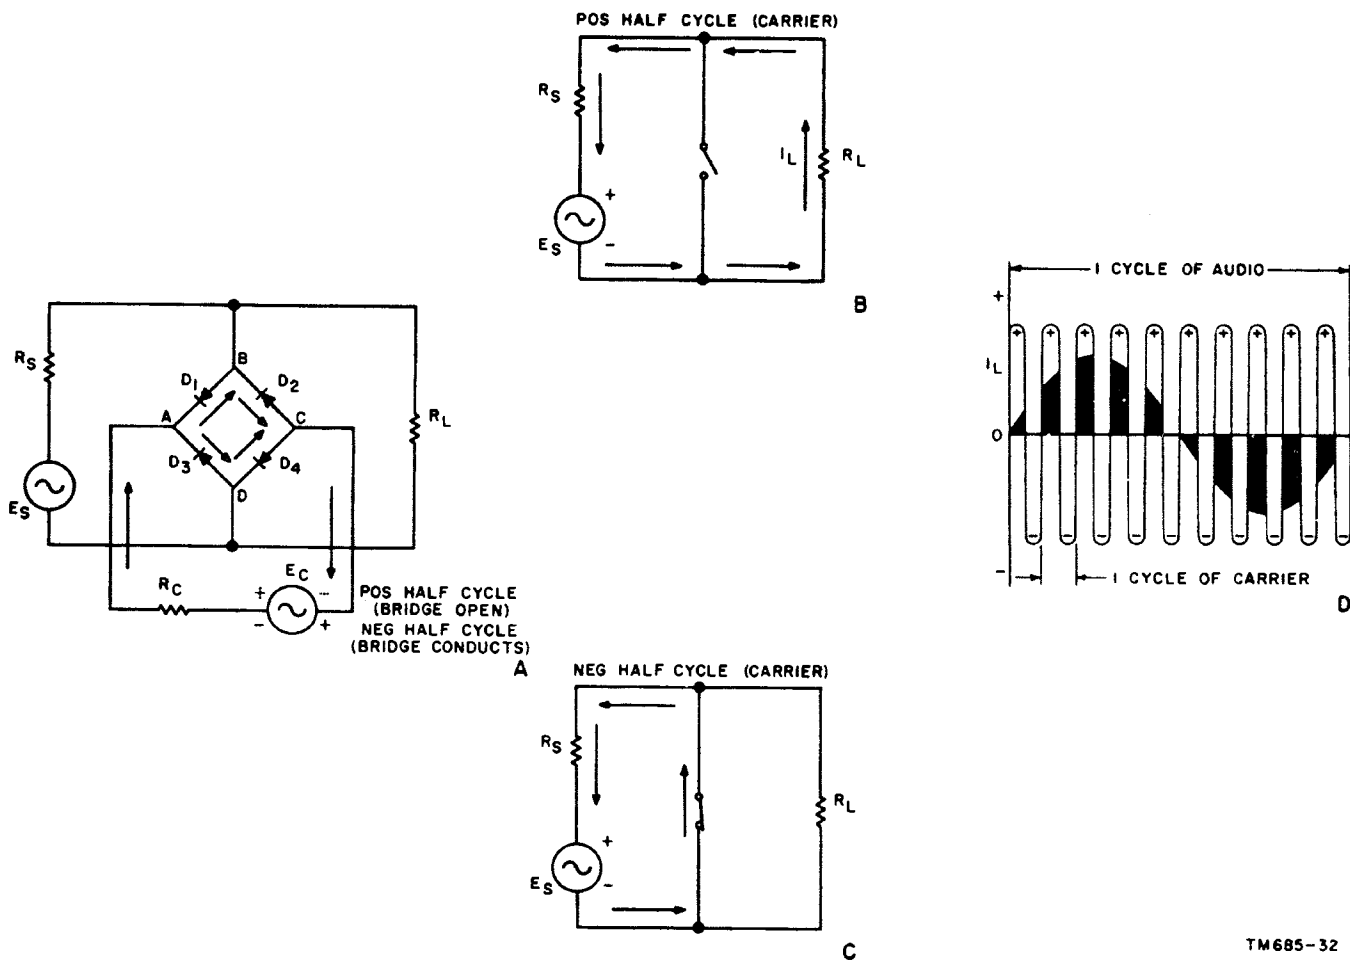 POS HALF CYCLE (CARRIER)
RS
IL
RL
+
ES
-
B
RS
B
D1
D2
A
C
RL
D3
D4
D
ES
RC
EC
+
-
-
+
POS HALF CYCLE
(BRIDGE OPEN)
NEG HALF CYCLE
(BRIDGE CONDUCTS)
A
1 CYCLE OF AUDIO
+
+ + + + + + + + + +
IL
0
- - - - - - - - - -
-
1 CYCLE OF CARRIER
D
NEG HALF CYCLE (CARRIER)
RS
RL
+
ES
-
C
TM685-32